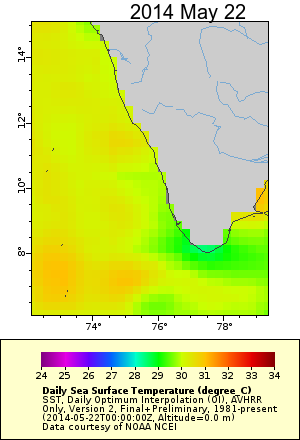 2014 May 22
14°
12°
10°
8°
74°
76°
78°
24 25 26 27 28 29 30 31 32 33 34
Daily Sea Surface Temperature (degree_C)
SST, Daily Optimum Interpolation (OI), AVHRR
Only, Version 2, Final+Preliminary, 1981-present
(2014-05-22T00:00:00Z, Altitude=0.0 m)
Data courtesy of NOAA NCEI